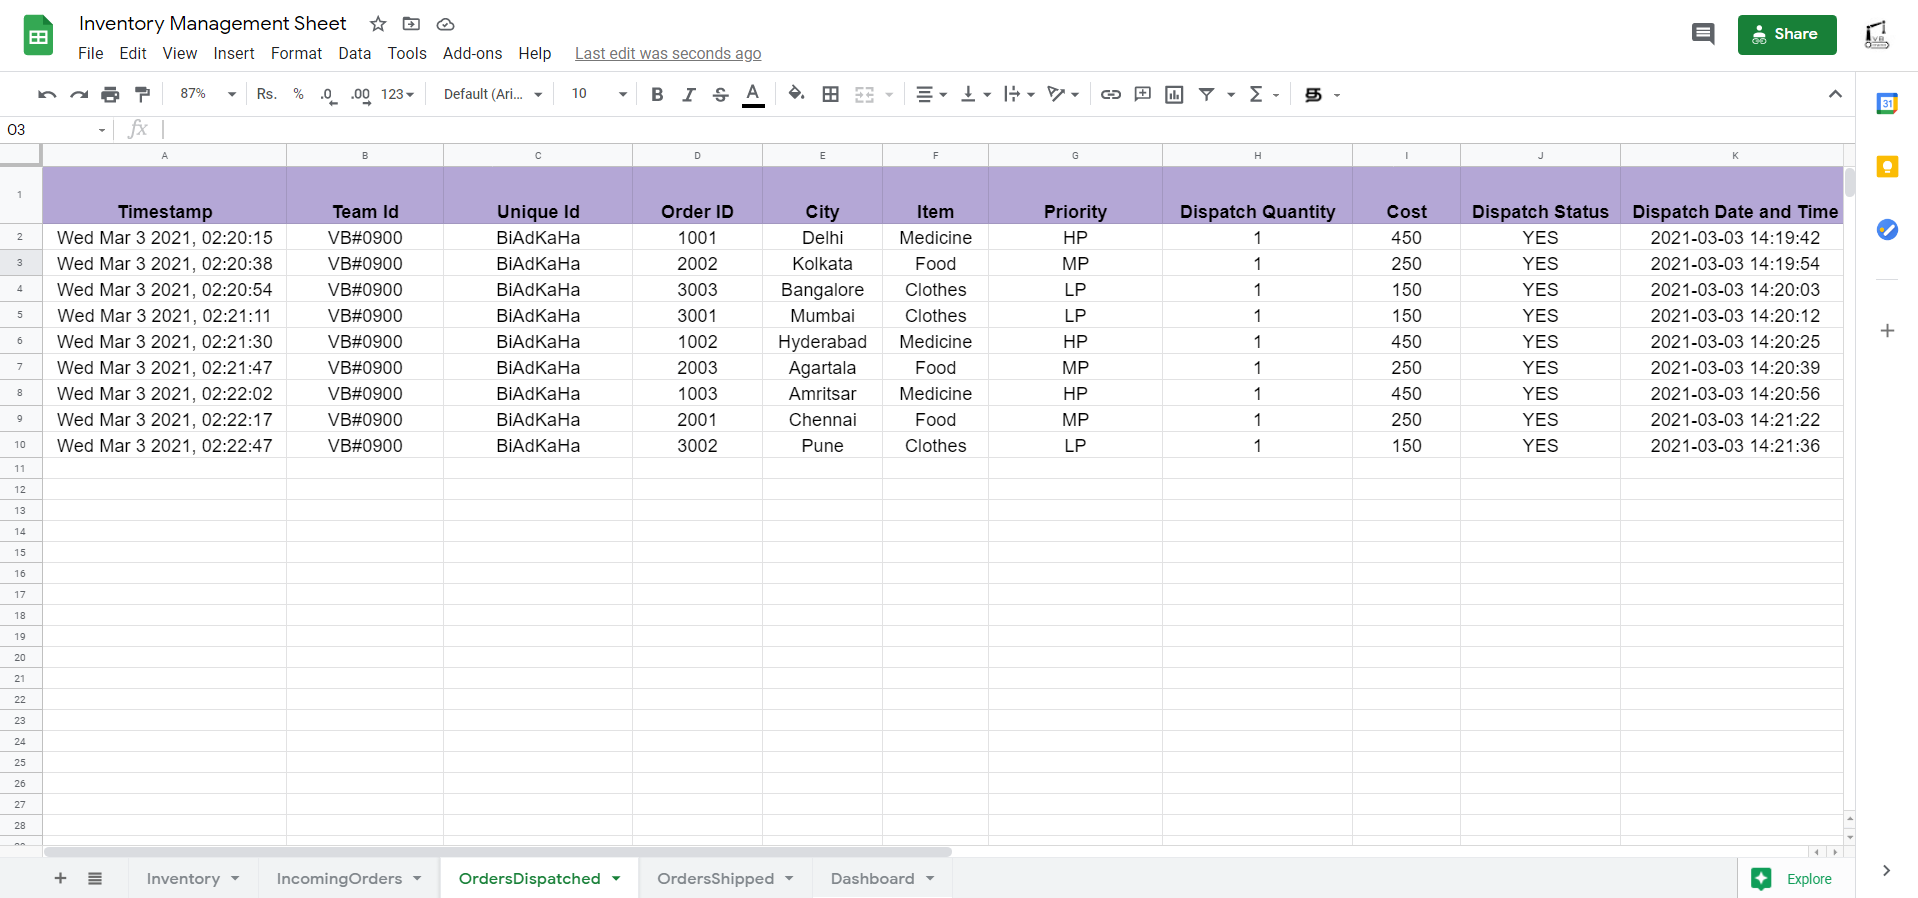 Inventory Management Sheet
File Edit View Insert Format Data Tools Add-ons Help Last edit was seconds ago
Share
87% Rs. % .0 .00 123 Default (Ari... 10 B I S A
31
O3 fx
A B C D E F G H I J K
1 Timestamp Team Id Unique Id Order ID City Item Priority Dispatch Quantity Cost Dispatch Status Dispatch Date and Time
2 Wed Mar 3 2021, 02:20:15 VB#0900 BiAdKaHa 1001 Delhi Medicine HP 1 450 YES 2021-03-03 14:19:42
3 Wed Mar 3 2021, 02:20:38 VB#0900 BiAdKaHa 2002 Kolkata Food MP 1 250 YES 2021-03-03 14:19:54
4 Wed Mar 3 2021, 02:20:54 VB#0900 BiAdKaHa 3003 Bangalore Clothes LP 1 150 YES 2021-03-03 14:20:03
5 Wed Mar 3 2021, 02:21:11 VB#0900 BiAdKaHa 3001 Mumbai Clothes LP 1 150 YES 2021-03-03 14:20:12
6 Wed Mar 3 2021, 02:21:30 VB#0900 BiAdKaHa 1002 Hyderabad Medicine HP 1 450 YES 2021-03-03 14:20:25
7 Wed Mar 3 2021, 02:21:47 VB#0900 BiAdKaHa 2003 Agartala Food MP 1 250 YES 2021-03-03 14:20:39
8 Wed Mar 3 2021, 02:22:02 VB#0900 BiAdKaHa 1003 Amritsar Medicine HP 1 450 YES 2021-03-03 14:20:56
9 Wed Mar 3 2021, 02:22:17 VB#0900 BiAdKaHa 2001 Chennai Food MP 1 250 YES 2021-03-03 14:21:22
10 Wed Mar 3 2021, 02:22:47 VB#0900 BiAdKaHa 3002 Pune Clothes LP 1 150 YES 2021-03-03 14:21:36
11
12
13
14
15
16
17
18
19
20
21
22
23
24
25
26
27
28
Inventory IncomingOrders OrdersDispatched OrdersShipped Dashboard Explore